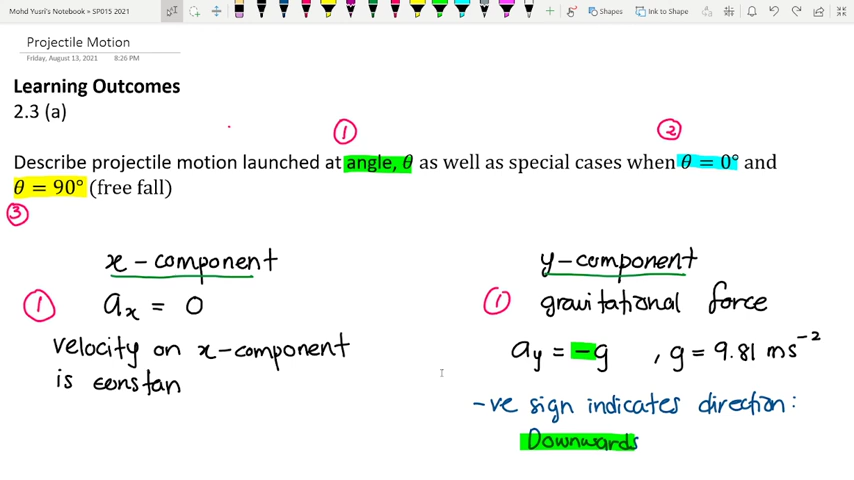 Mohd Yusri's Notebook » SP015 2021
Shapes
Ink to Shape
Projectile Motion
Friday, August 13, 2021 8:26 PM
Learning Outcomes
2.3 (a)
1 2
Describe projectile motion launched at angle, θ as well as special cases when θ = 0° and
θ = 90° (free fall)
3
x - component
1 aₓ = 0
velocity on x-component
is constan
y-component
1 gravitational force
a_y = -g , g = 9.81 ms⁻²
-ve sign indicates direction:
Downwards